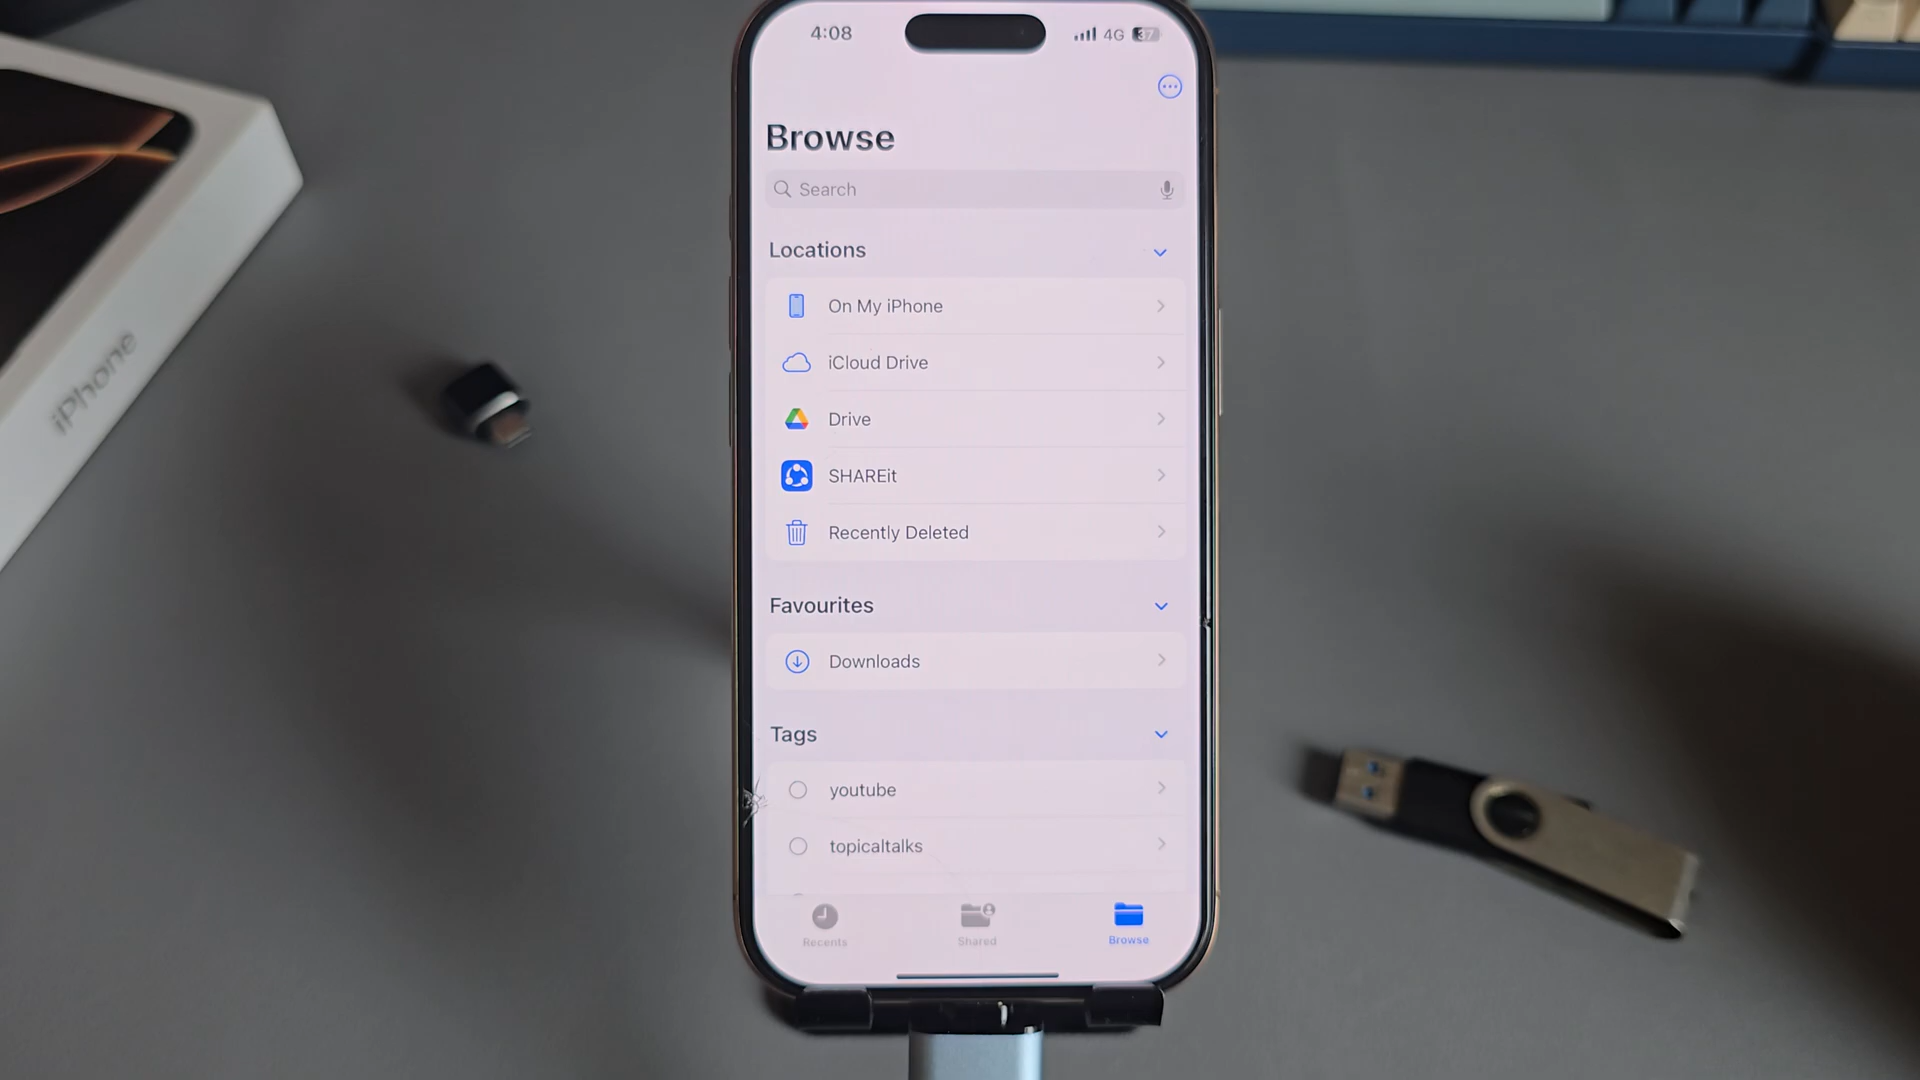 4:08
4G 37
Browse
Search
Locations
On My iPhone
iCloud Drive
Drive
SHAREit
Recently Deleted
Favourites
Downloads
Tags
youtube
topicaltalks
Recents
Shared
Browse
iPhone